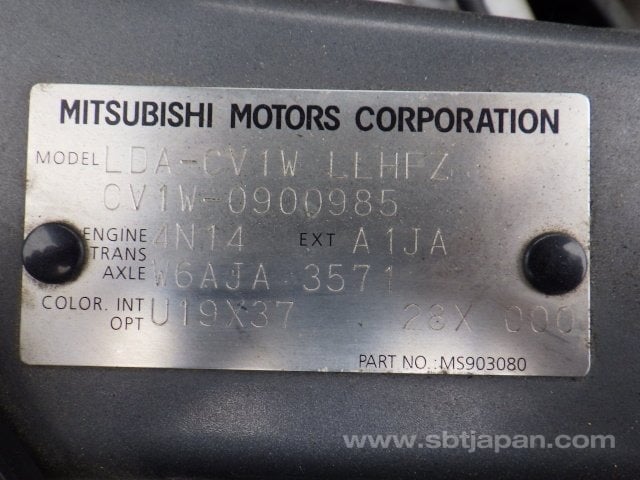 MITSUBISHI MOTORS CORPORATION
MODEL LDA-CV1W LLHFZ
CV1W-0900985
ENGINE 4N14 EXT A1JA
TRANS
AXLE W6AJA 3571
COLOR. INT U19X37 28X 000
OPT
PART NO.:MS903080
www.sbtjapan.com